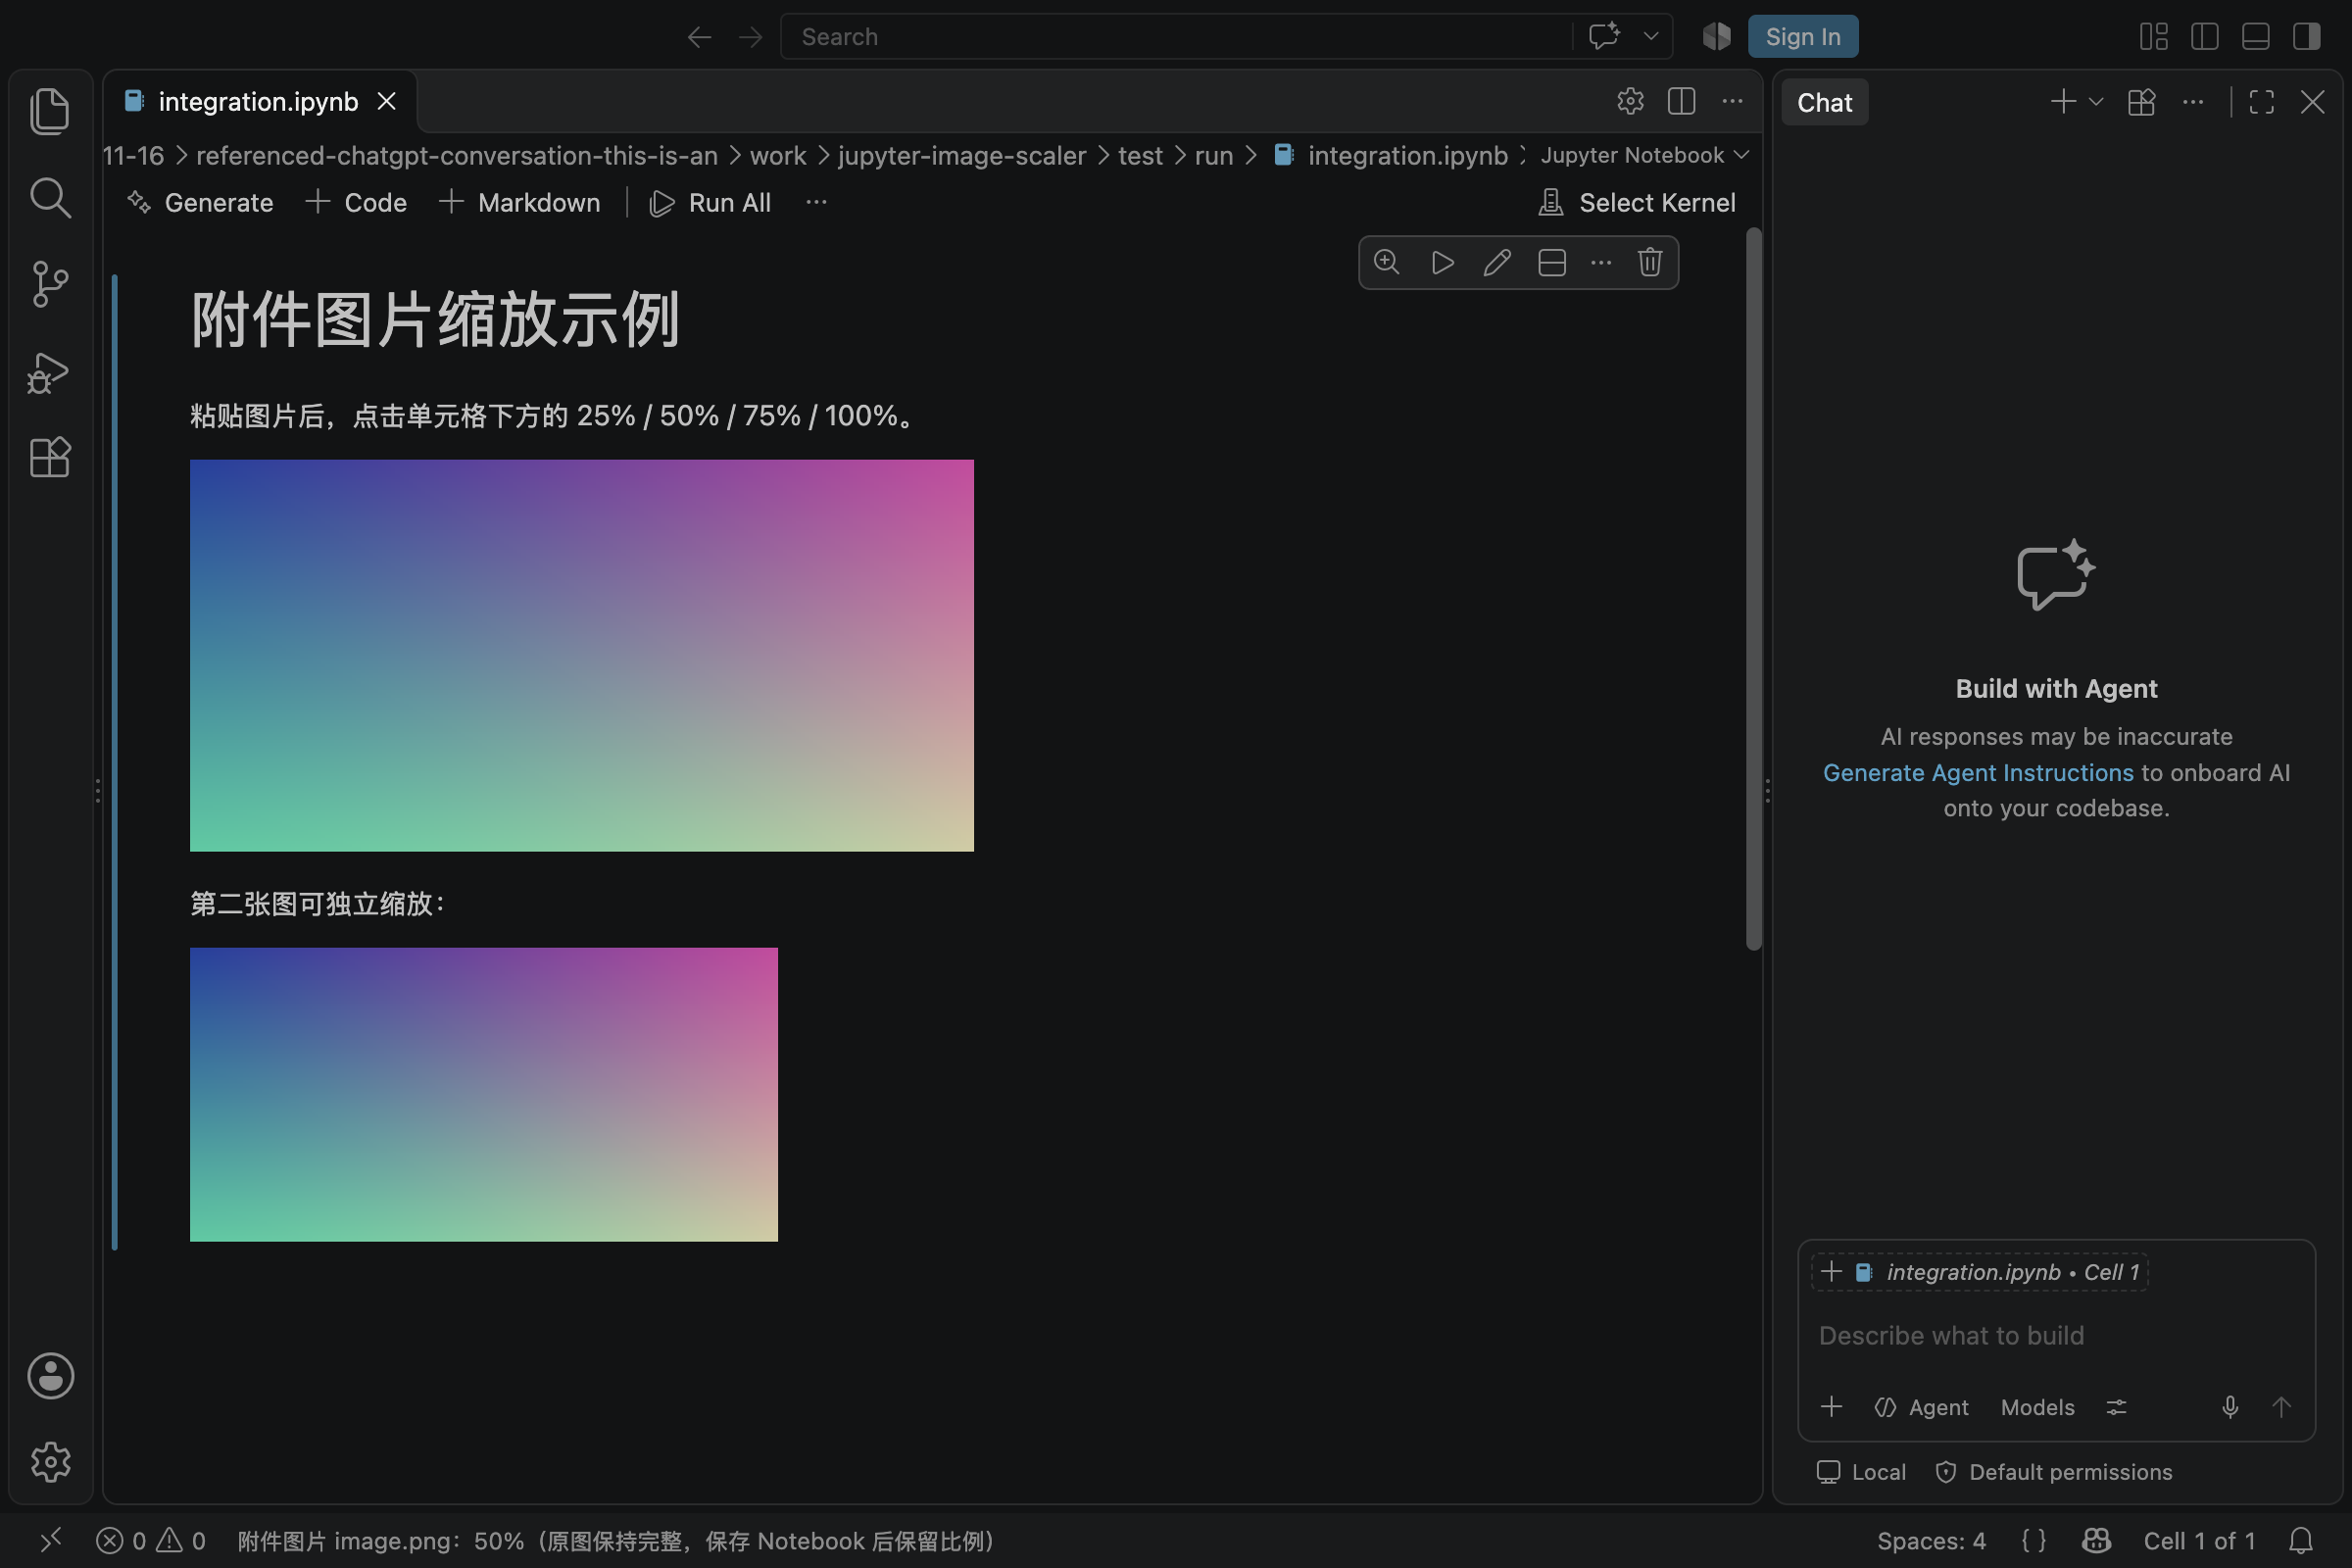 Search
Sign In
integration.ipynb
Chat
11-16 > referenced-chatgpt-conversation-this-is-an > work > jupyter-image-scaler > test > run > integration.ipynb
Jupyter Notebook
Generate
Code
Markdown
Run All
Select Kernel
附件图片缩放示例
粘贴图片后，点击单元格下方的 25% / 50% / 75% / 100%。
第二张图可独立缩放：
Build with Agent
AI responses may be inaccurate
Generate Agent Instructions to onboard AI
onto your codebase.
integration.ipynb • Cell 1
Describe what to build
Agent
Models
Local
Default permissions
0
0
附件图片 image.png：50%（原图保持完整，保存 Notebook 后保留比例）
Spaces: 4
{ }
Cell 1 of 1